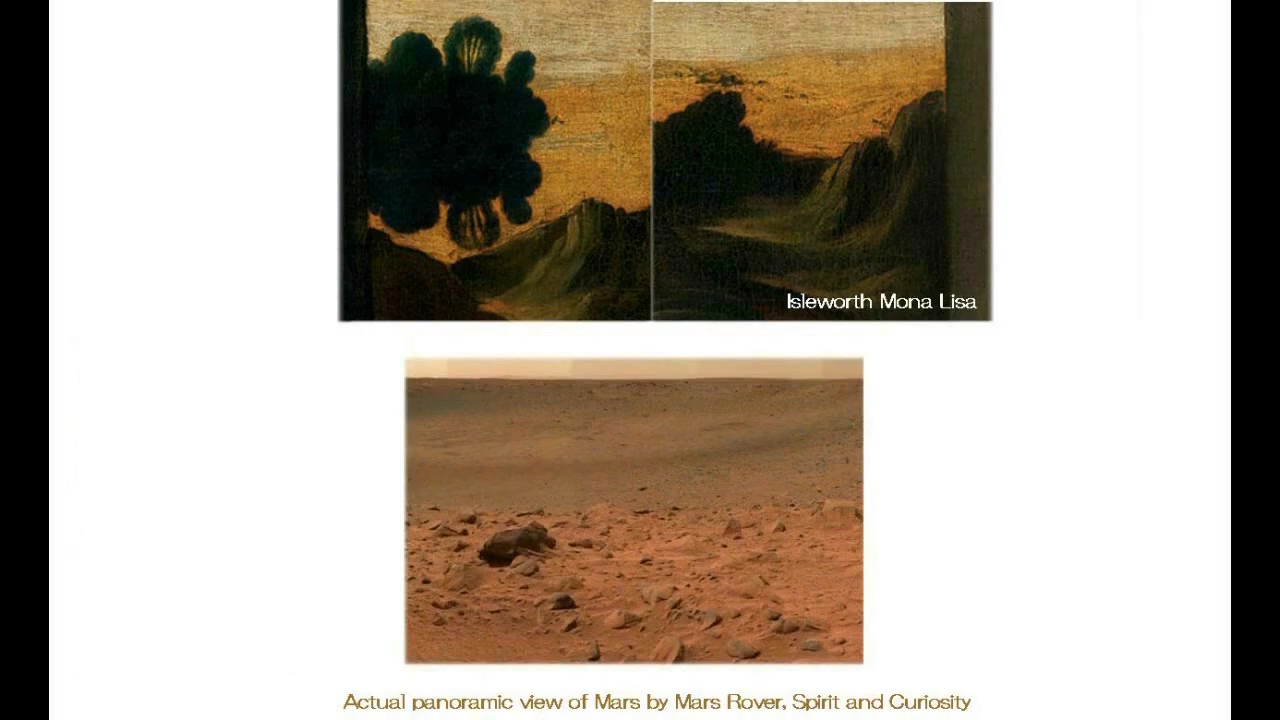 Isleworth Mona Lisa
Actual panoramic view of Mars by Mars Rover, Spirit and Curiosity